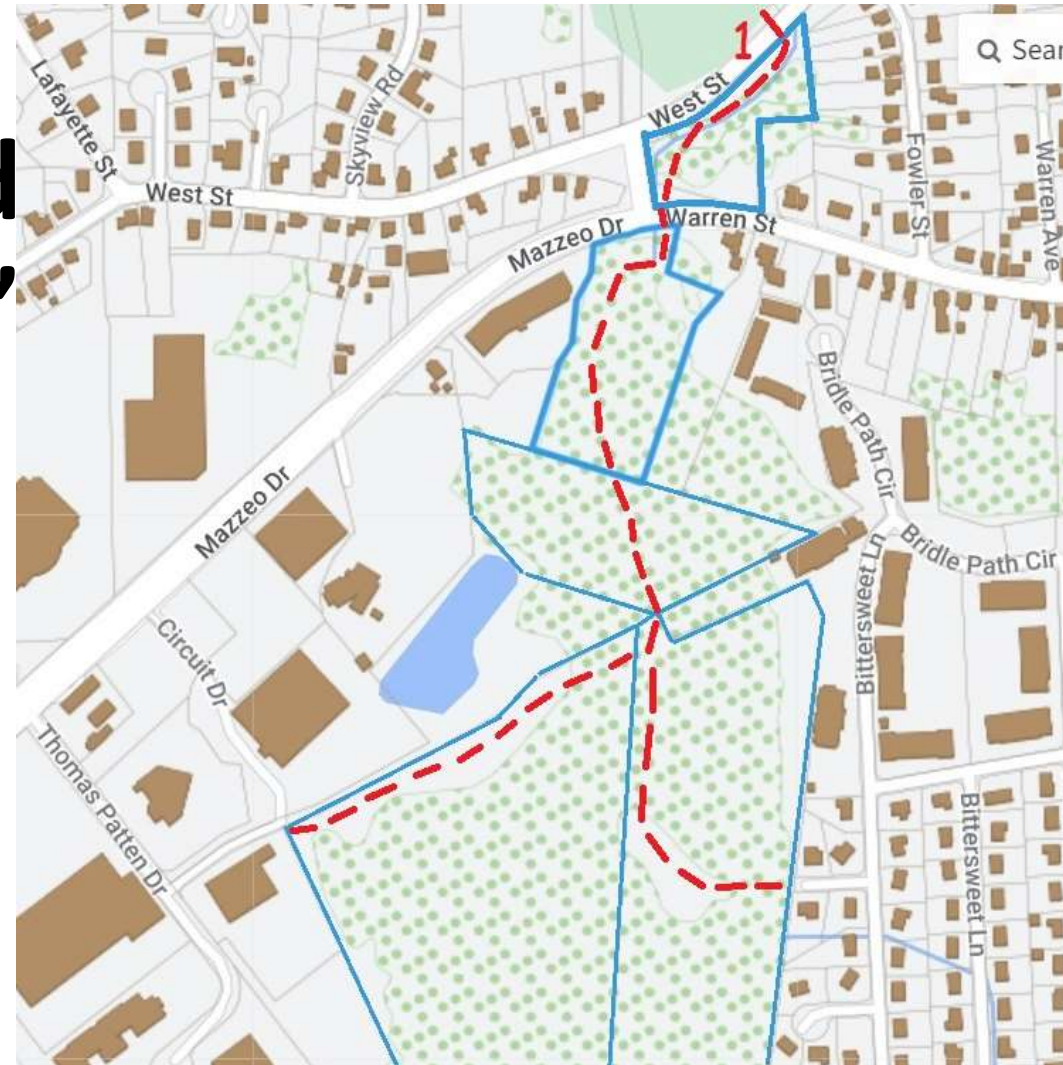 1
Sear
West St
Lafayette St
Skyview Rd
West St
Fowler St
Warren Ave
Warren St
Mazzeo Dr
Bridle Path Cir
Mazzeo Dr
Bridle Path Cir
Bittersweet Ln
Circuit Dr
Thomas Patten Dr
Bittersweet Ln